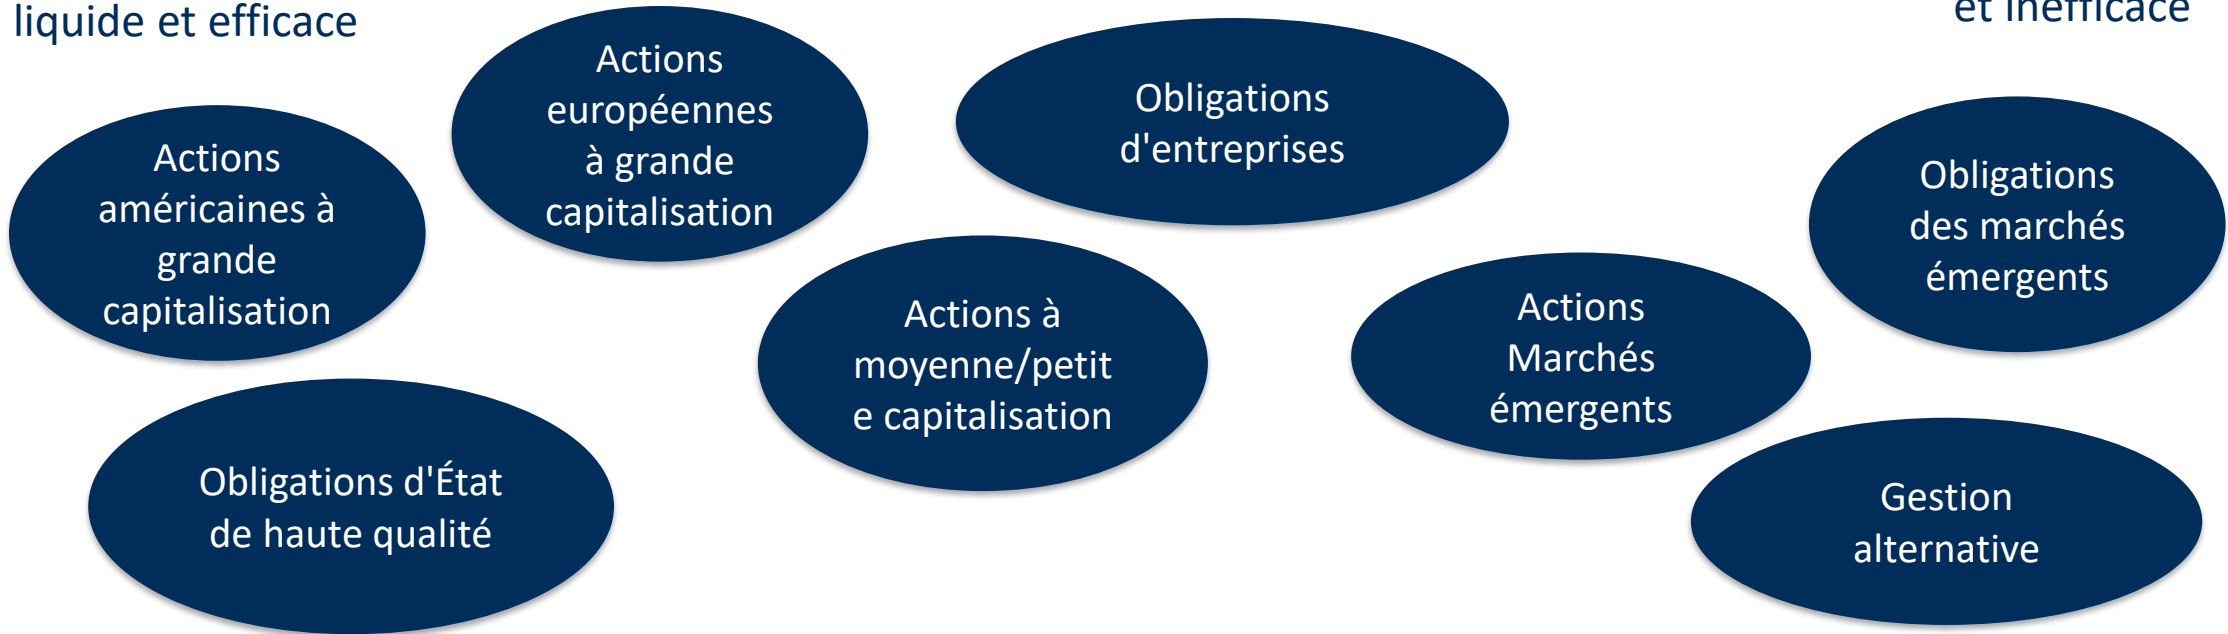 liquide et efficace
et inefficace
Actions
américaines à
grande
capitalisation
Actions
européennes
à grande
capitalisation
Obligations
d'entreprises
Obligations
des marchés
émergents
Actions à
moyenne/petit
e capitalisation
Actions
Marchés
émergents
Obligations d'État
de haute qualité
Gestion
alternative